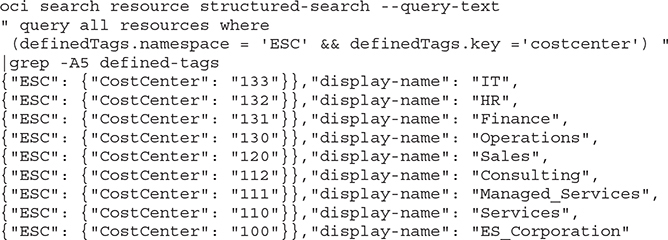 oci search resource structured-search --query-text
" query all resources where
(definedTags.namespace = 'ESC' && definedTags.key ='costcenter') "
|grep -A5 defined-tags
{"ESC": {"CostCenter": "133"}},"display-name": "IT",
{"ESC": {"CostCenter": "132"}},"display-name": "HR",
{"ESC": {"CostCenter": "131"}},"display-name": "Finance",
{"ESC": {"CostCenter": "130"}},"display-name": "Operations",
{"ESC": {"CostCenter": "120"}},"display-name": "Sales",
{"ESC": {"CostCenter": "112"}},"display-name": "Consulting",
{"ESC": {"CostCenter": "111"}},"display-name": "Managed_Services",
{"ESC": {"CostCenter": "110"}},"display-name": "Services",
{"ESC": {"CostCenter": "100"}},"display-name": "ES_Corporation"